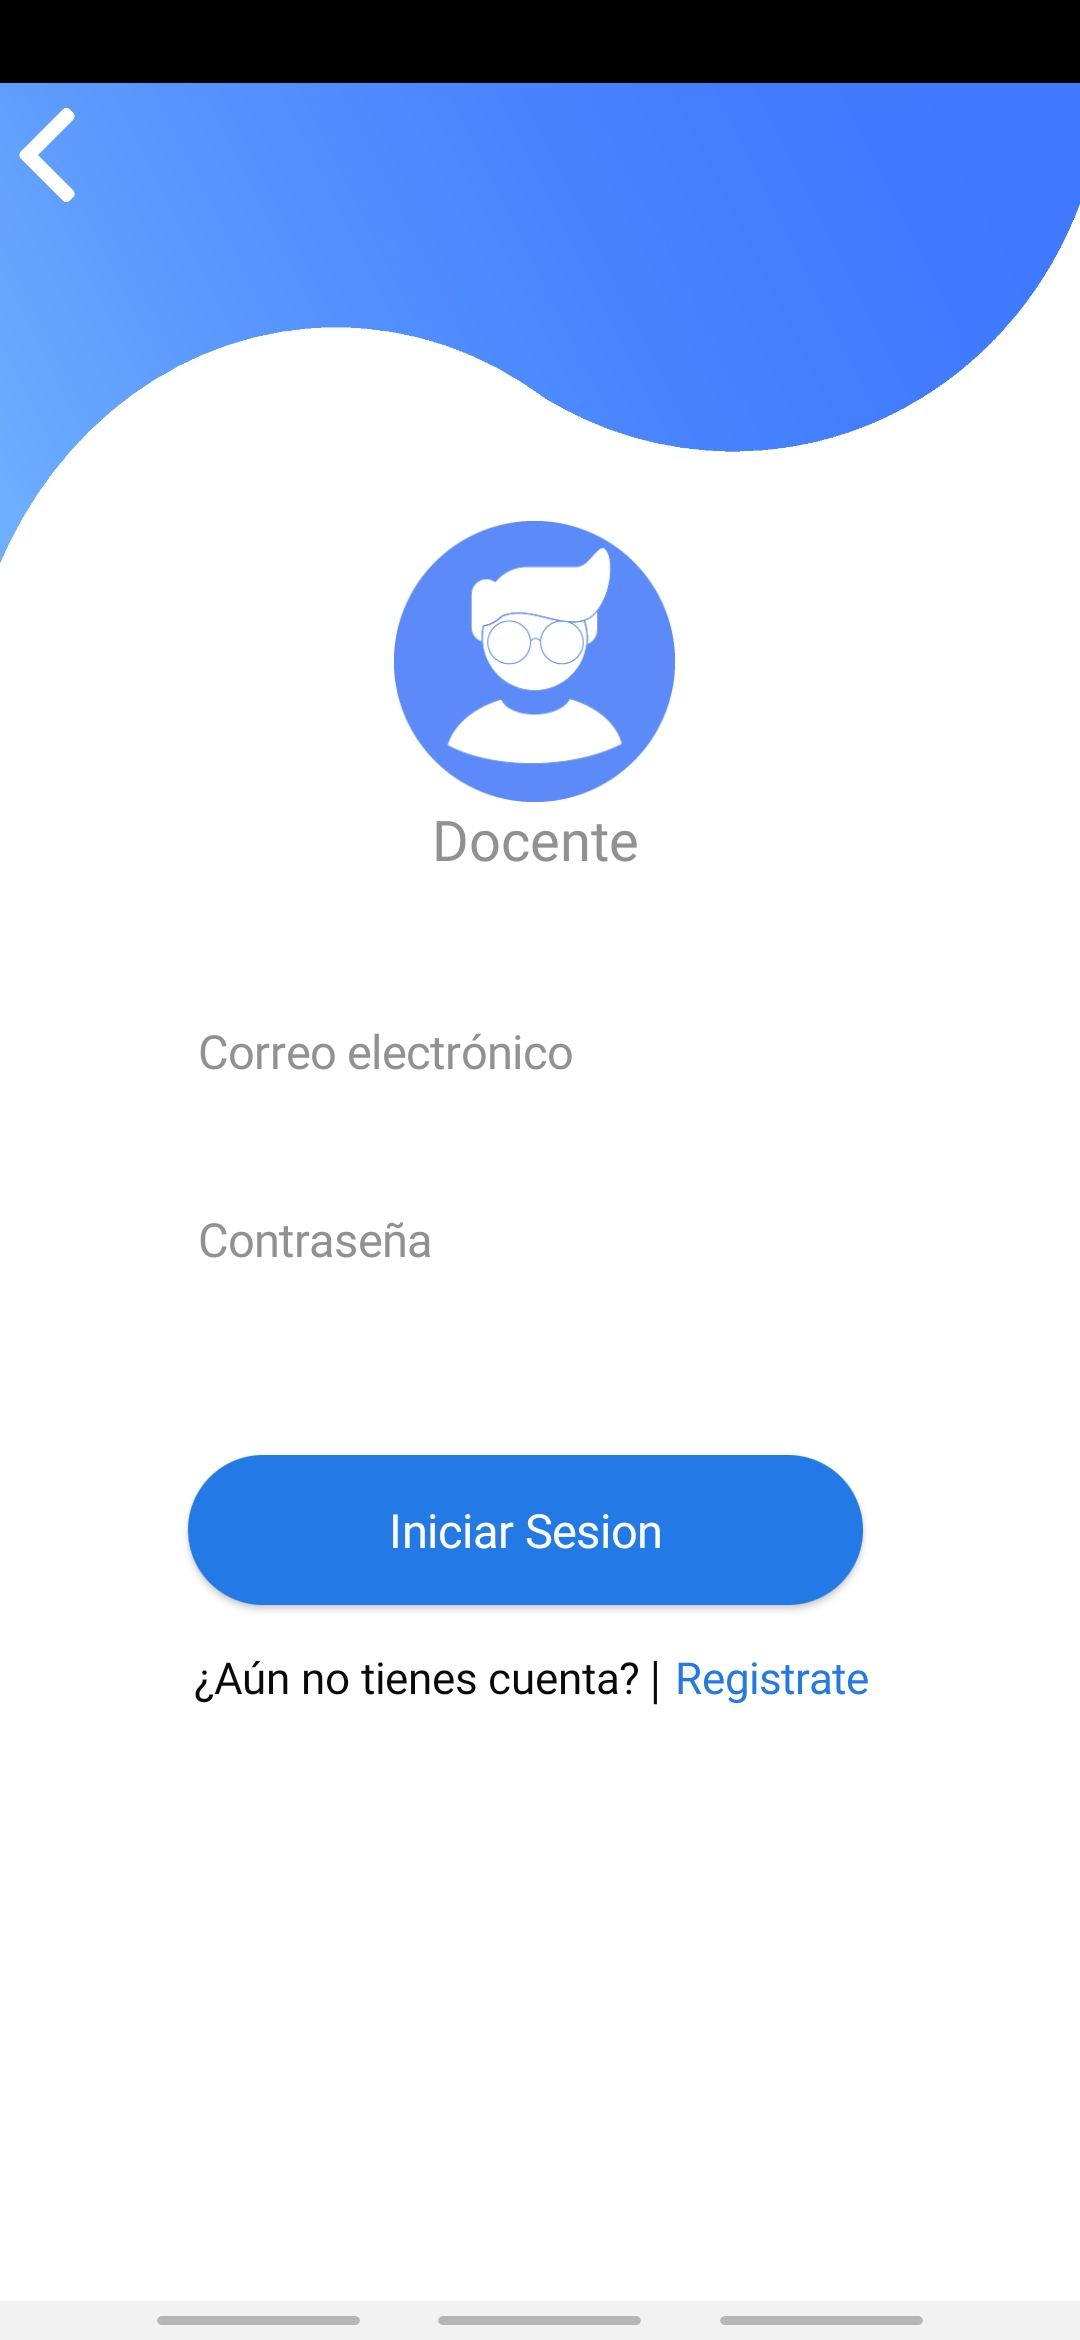 Docente
Correo electrónico
Contraseña
Iniciar Sesion
¿Aún no tienes cuenta? | Registrate